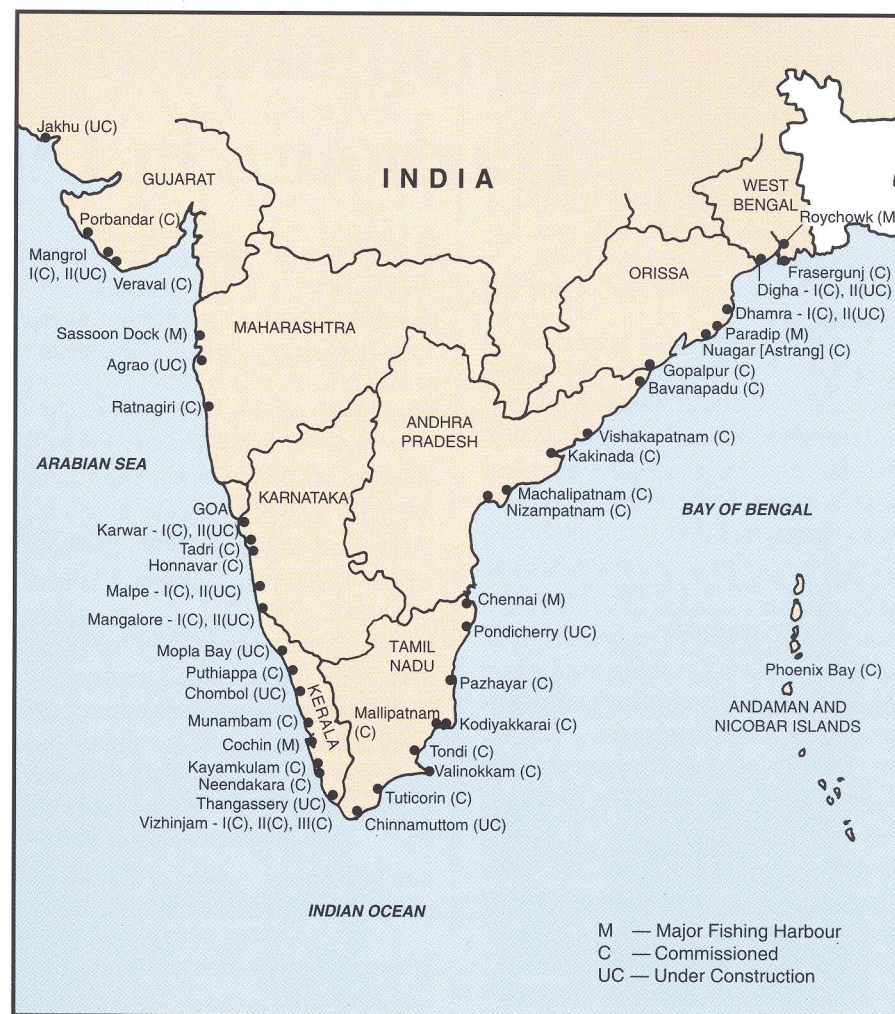 Jakhu (UC)
GUJARAT
INDIA
WEST
BENGAL
Porbandar (C)
Roychowk (M
Mangrol
I(C), II(UC)
Veraval (C)
ORISSA
Frasergunj (C)
Digha - I(C), II(UC)
Dhamra - I(C), II(UC)
Sassoon Dock (M)
MAHARASHTRA
Paradip (M)
Nuagar [Astrang] (C)
Agrao (UC)
Gopalpur (C)
Bavanapadu (C)
Ratnagiri (C)
ANDHRA
PRADESH
Vishakapatnam (C)
Kakinada (C)
ARABIAN SEA
KARNATAKA
Machalipatnam (C)
Nizampatnam (C)
BAY OF BENGAL
GOA
Karwar - I(C), II(UC)
Tadri (C)
Honnavar (C)
Malpe - I(C), II(UC)
Chennai (M)
Mangalore - I(C), II(UC)
Pondicherry (UC)
Mopla Bay (UC)
TAMIL
NADU
Puthiappa (C)
Phoenix Bay (C)
Chombol (UC)
Pazhayar (C)
KERALA
ANDAMAN AND
NICOBAR ISLANDS
Mallipatnam
(C)
Munambam (C)
Kodiyakkarai (C)
Cochin (M)
Tondi (C)
Kayamkulam (C)
Valinokkam (C)
Neendakara (C)
Thangassery (UC)
Tuticorin (C)
Vizhinjam - I(C), II(C), III(C)
Chinnamuttom (UC)
INDIAN OCEAN
M — Major Fishing Harbour
C — Commissioned
UC — Under Construction